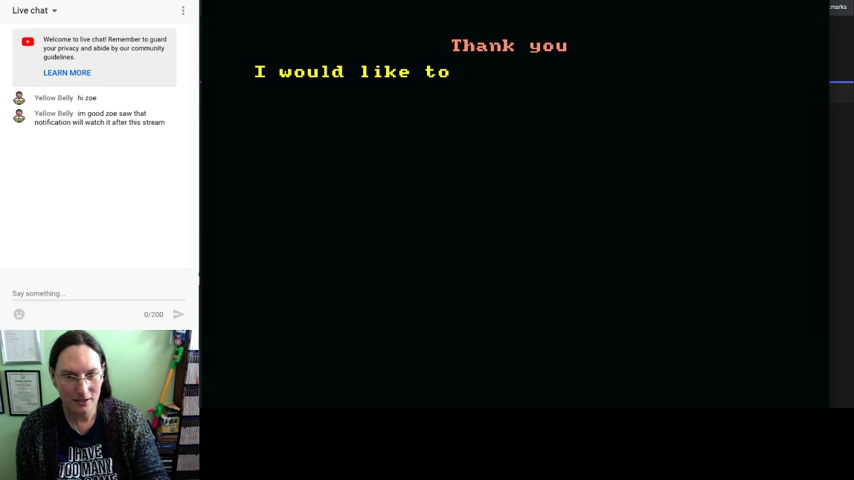 Live chat
marks
Welcome to live chat! Remember to guard
your privacy and abide by our community
guidelines.
LEARN MORE
Yellow Belly hi zoe
Yellow Belly im good zoe saw that
notification will watch it after this stream
Say something...
0/200
Thank you
I would like to
I HAVE
TOO MANY